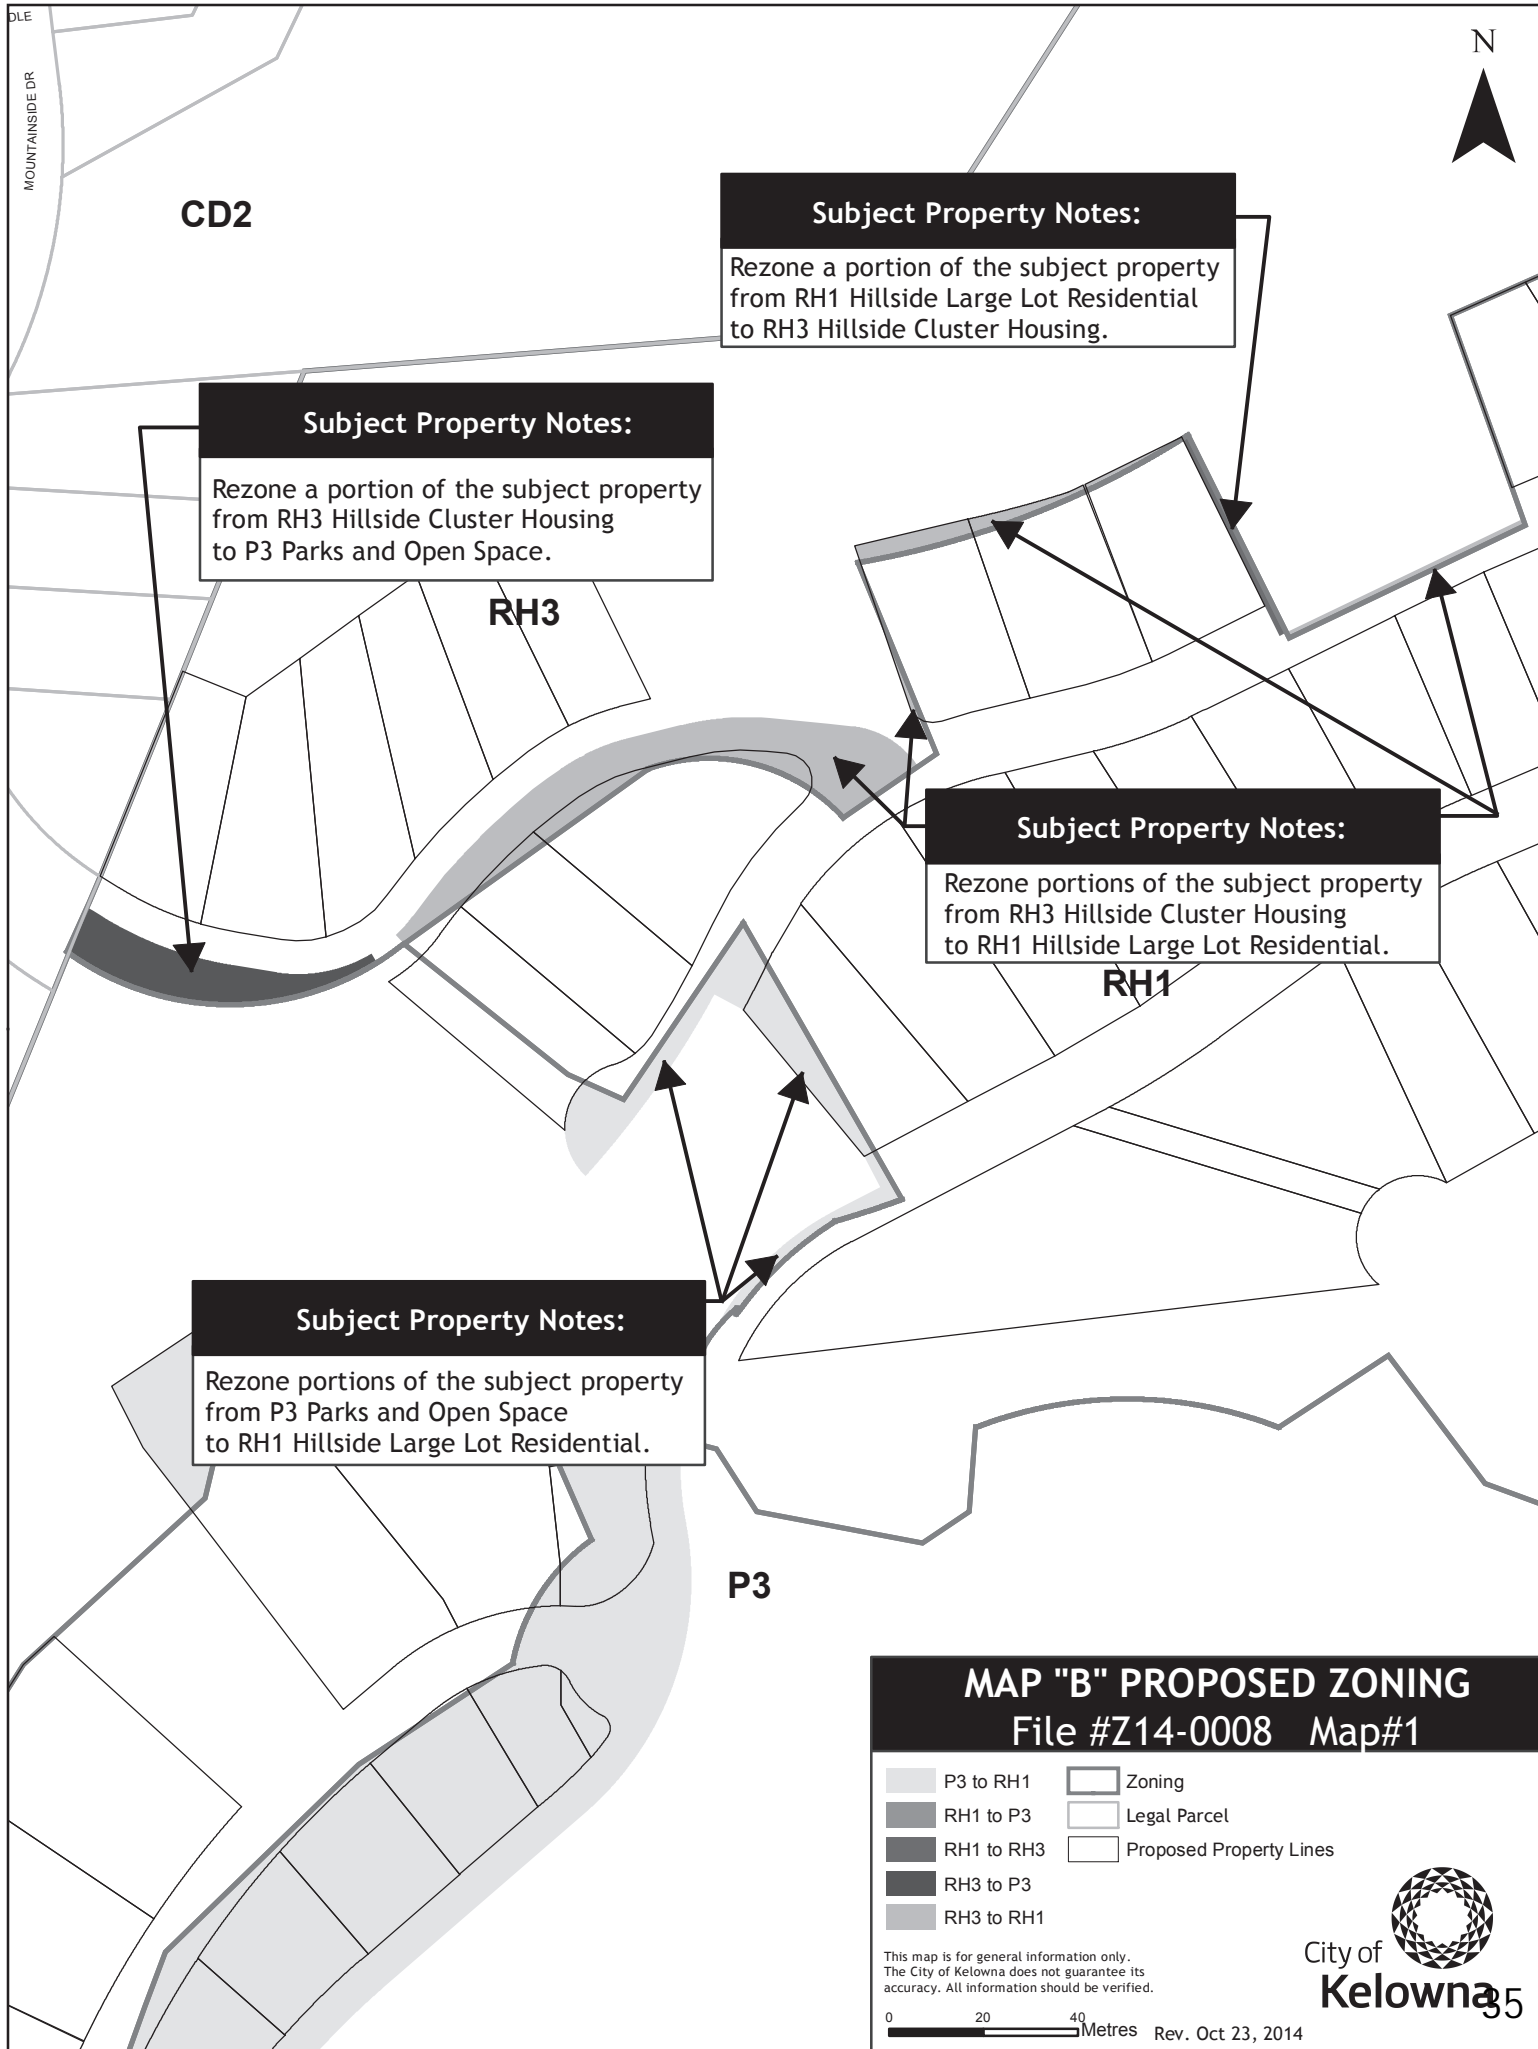 DLE
MOUNTAINSIDE DR
N
CD2
Subject Property Notes:
Rezone a portion of the subject property
from RH1 Hillside Large Lot Residential
to RH3 Hillside Cluster Housing.
Subject Property Notes:
Rezone a portion of the subject property
from RH3 Hillside Cluster Housing
to P3 Parks and Open Space.
RH3
Subject Property Notes:
Rezone portions of the subject property
from RH3 Hillside Cluster Housing
to RH1 Hillside Large Lot Residential.
RH1
Subject Property Notes:
Rezone portions of the subject property
from P3 Parks and Open Space
to RH1 Hillside Large Lot Residential.
P3
MAP "B" PROPOSED ZONING
File #Z14-0008 Map#1
P3 to RH1
RH1 to P3
RH1 to RH3
RH3 to P3
RH3 to RH1
Zoning
Legal Parcel
Proposed Property Lines
This map is for general information only.
The City of Kelowna does not guarantee its
accuracy. All information should be verified.
0 20 40
Metres
Rev. Oct 23, 2014
City of
Kelowna
35